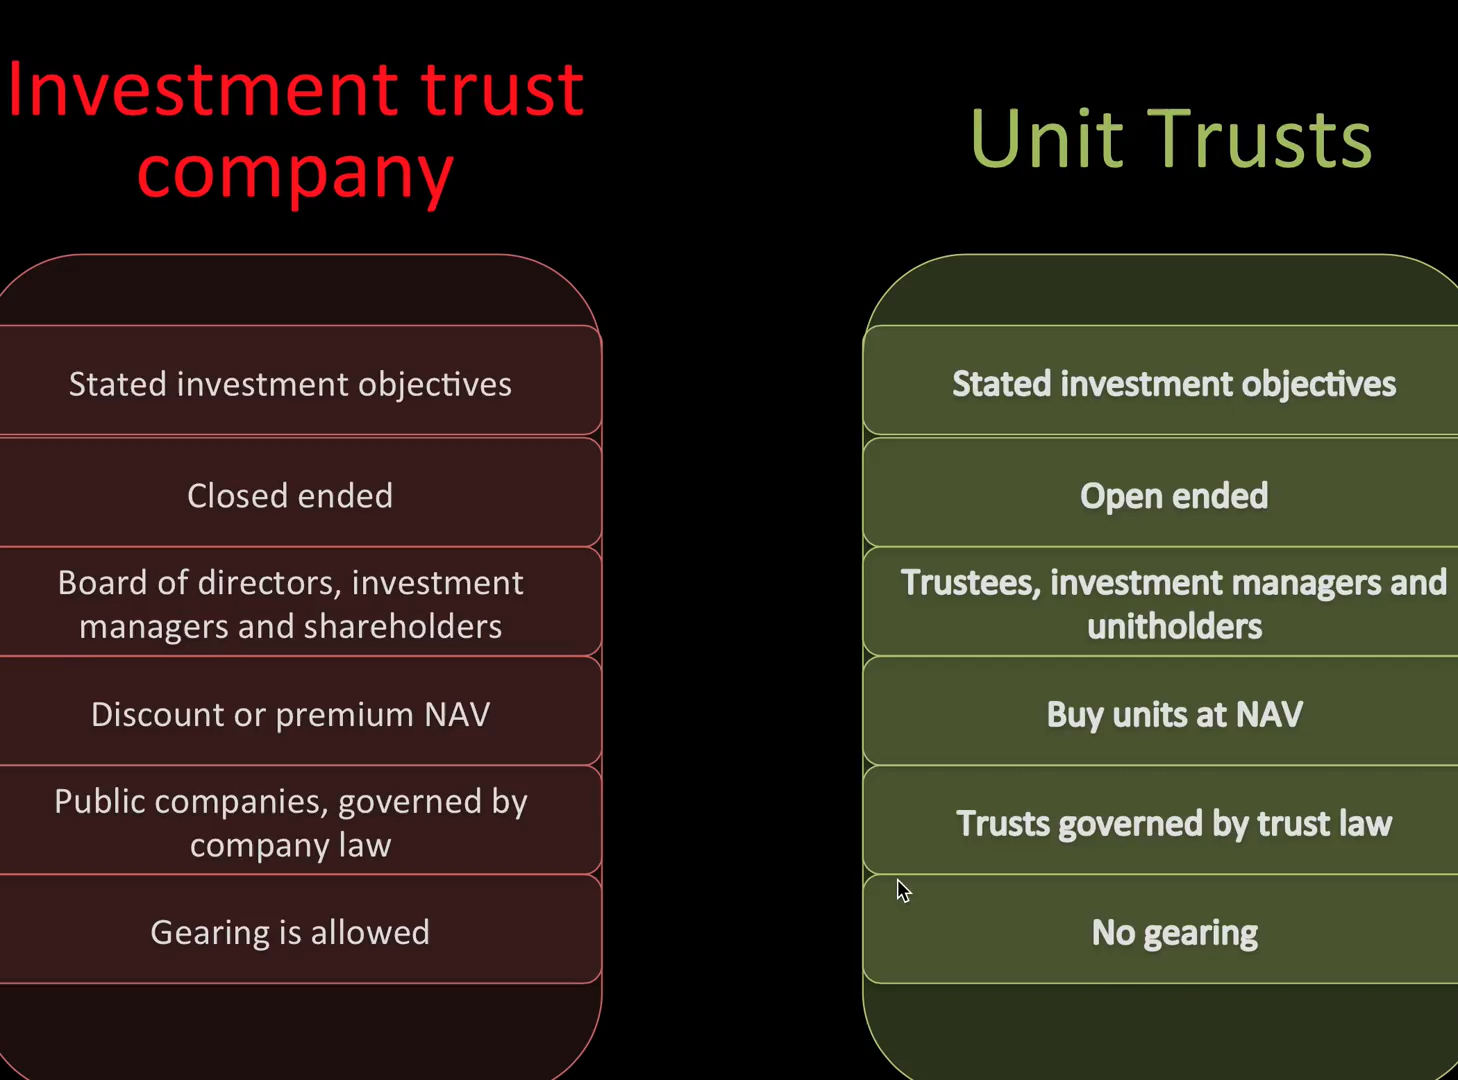 Investment trust
company
Stated investment objectives
Closed ended
Board of directors, investment
managers and shareholders
Discount or premium NAV
Public companies, governed by
company law
Gearing is allowed
Unit Trusts
Stated investment objectives
Open ended
Trustees, investment managers and
unitholders
Buy units at NAV
Trusts governed by trust law
No gearing